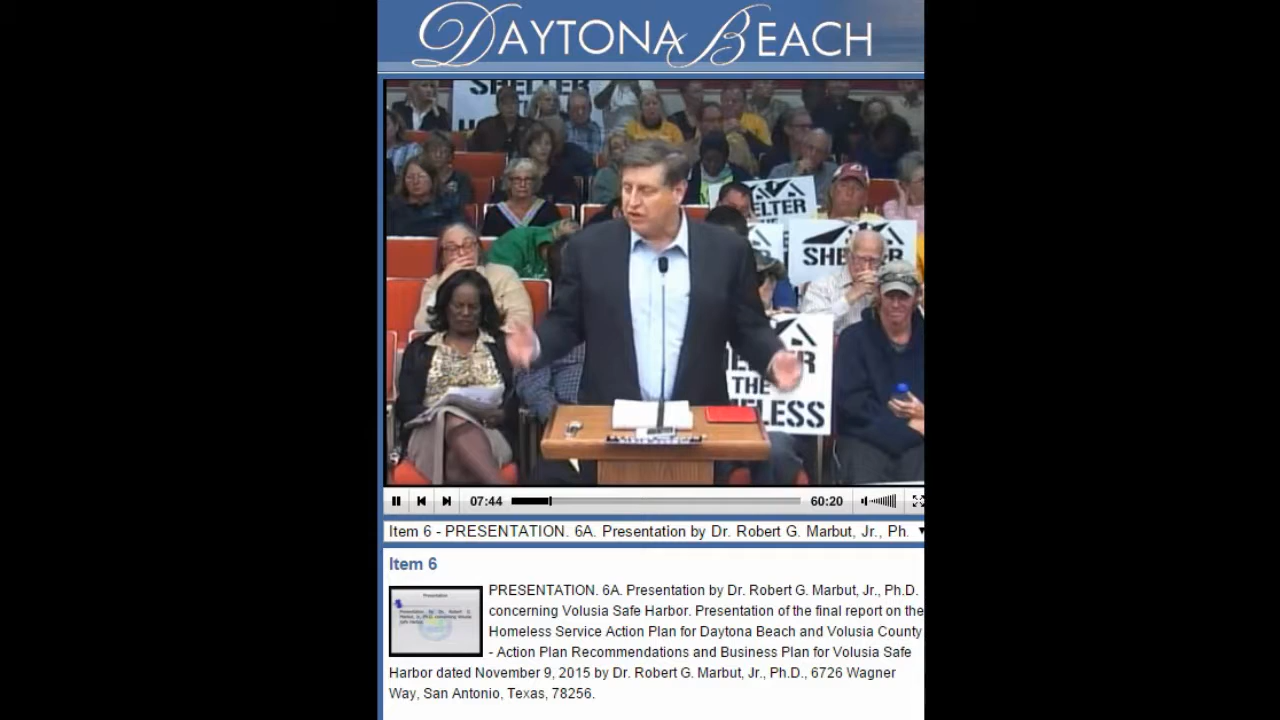 DAYTONA BEACH
SHELTER
ELTER
THE
SHELTER
THE
LESS
07:44
60:20
Item 6 - PRESENTATION. 6A. Presentation by Dr. Robert G. Marbut, Jr., Ph.
Item 6
PRESENTATION. 6A. Presentation by Dr. Robert G. Marbut, Jr., Ph.D.
concerning Volusia Safe Harbor. Presentation of the final report on the
Homeless Service Action Plan for Daytona Beach and Volusia County
- Action Plan Recommendations and Business Plan for Volusia Safe
Harbor dated November 9, 2015 by Dr. Robert G. Marbut, Jr., Ph.D., 6726 Wagner
Way, San Antonio, Texas, 78256.